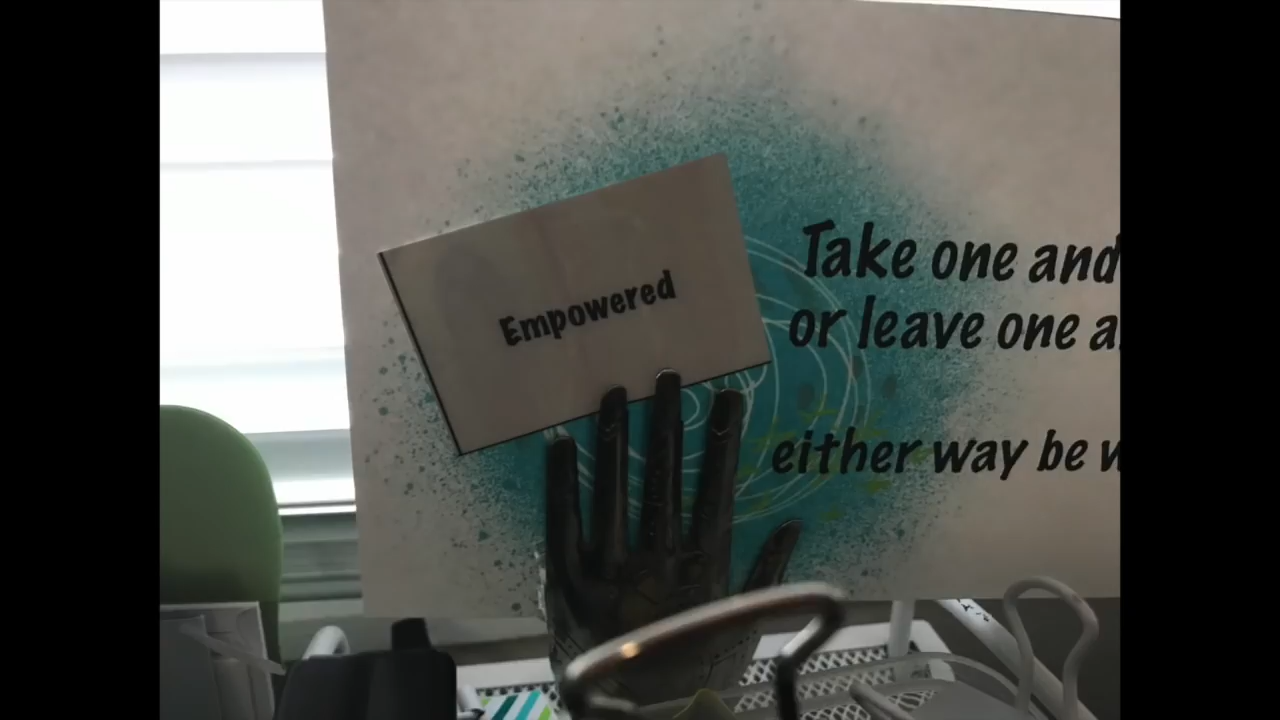 Empowered
Take one and
or leave one a
either way be w